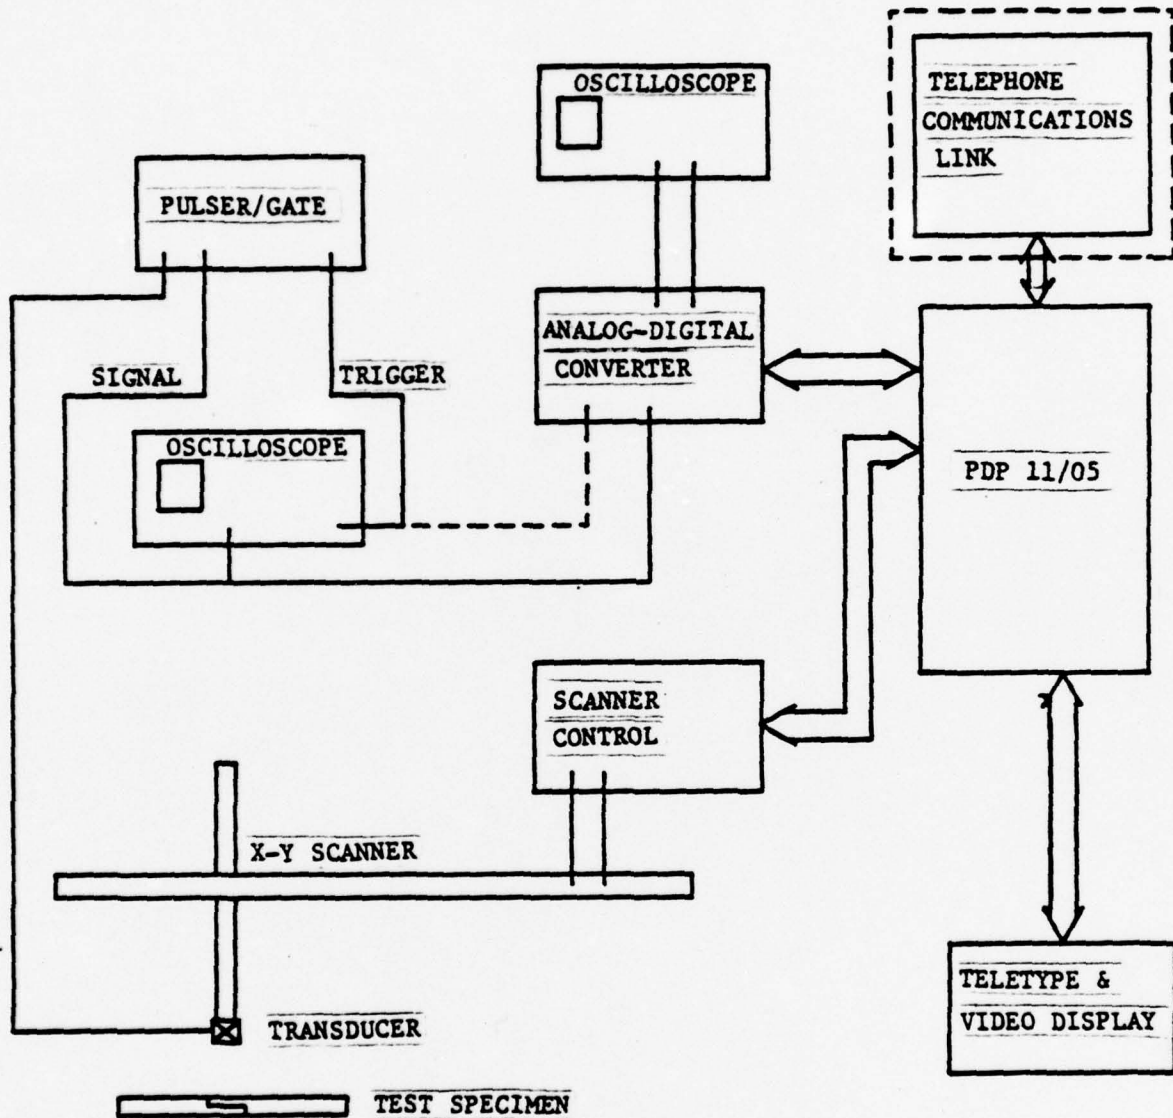 OSCILLOSCOPE
TELEPHONE
COMMUNICATIONS
LINK
PULSER/GATE
ANALOG-DIGITAL
CONVERTER
SIGNAL
TRIGGER
OSCILLOSCOPE
PDP 11/05
SCANNER
CONTROL
X-Y SCANNER
TELETYPE &
VIDEO DISPLAY
TRANSDUCER
TEST SPECIMEN